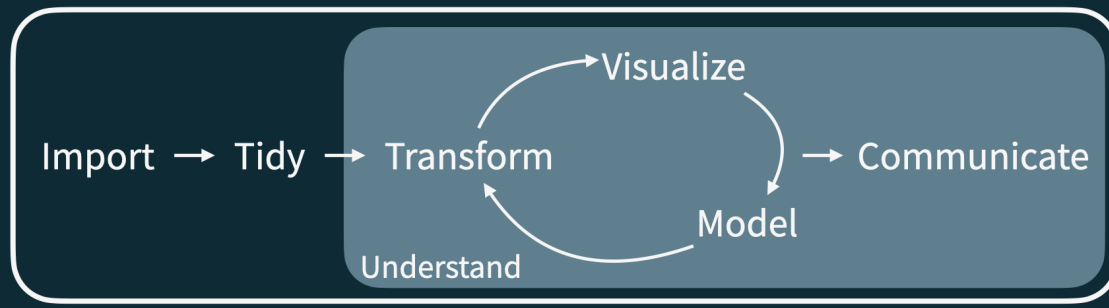 Visualize
Import → Tidy → Transform → Communicate
Model
Understand